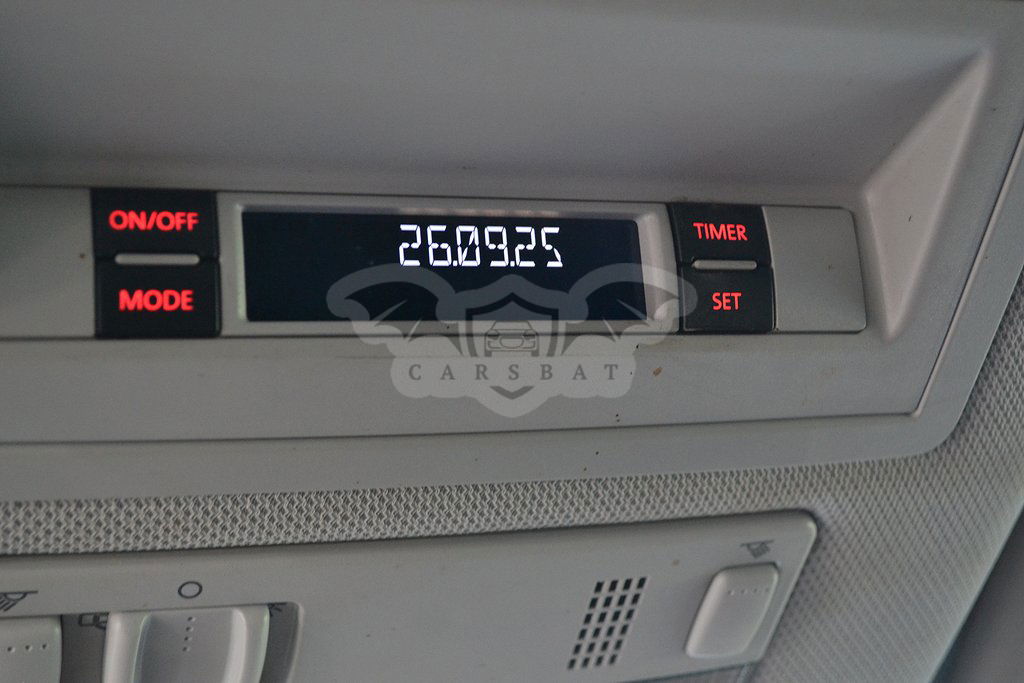 ON/OFF
MODE
26.09.25
TIMER
SET
CARSBAT